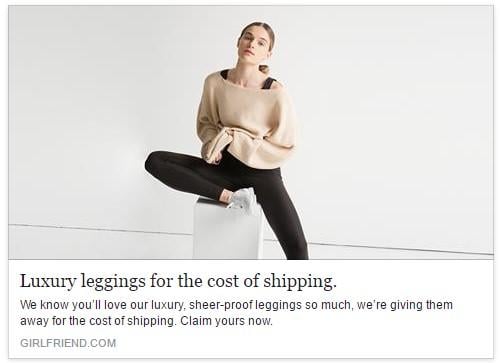 Luxury leggings for the cost of shipping.
We know you'll love our luxury, sheer-proof leggings so much, we're giving them
away for the cost of shipping. Claim yours now.
GIRLFRIEND.COM